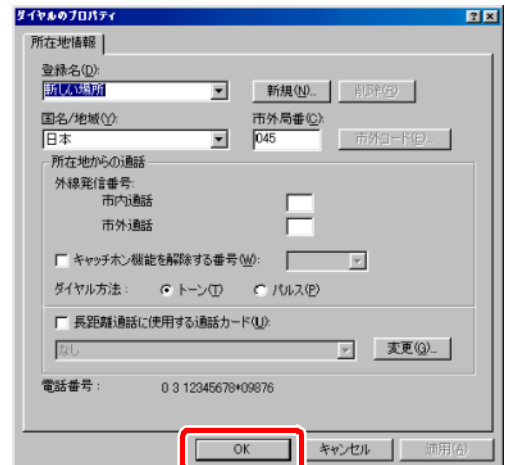 ダイヤルのプロパティ
所在地情報
登録名(D):
新しい場所 新規(N)... 削除(R)
国名/地域(Y): 市外局番(C):
日本 045 市外コード(E)...
所在地からの通話
外線発信番号:
市内通話
市外通話
キャッチホン機能を解除する番号(W):
ダイヤル方法: トーン(T) パルス(P)
長距離通話に使用する通話カード(U):
なし 変更(G)...
電話番号: 0 3 12345678*09876
OK キャンセル 適用(A)